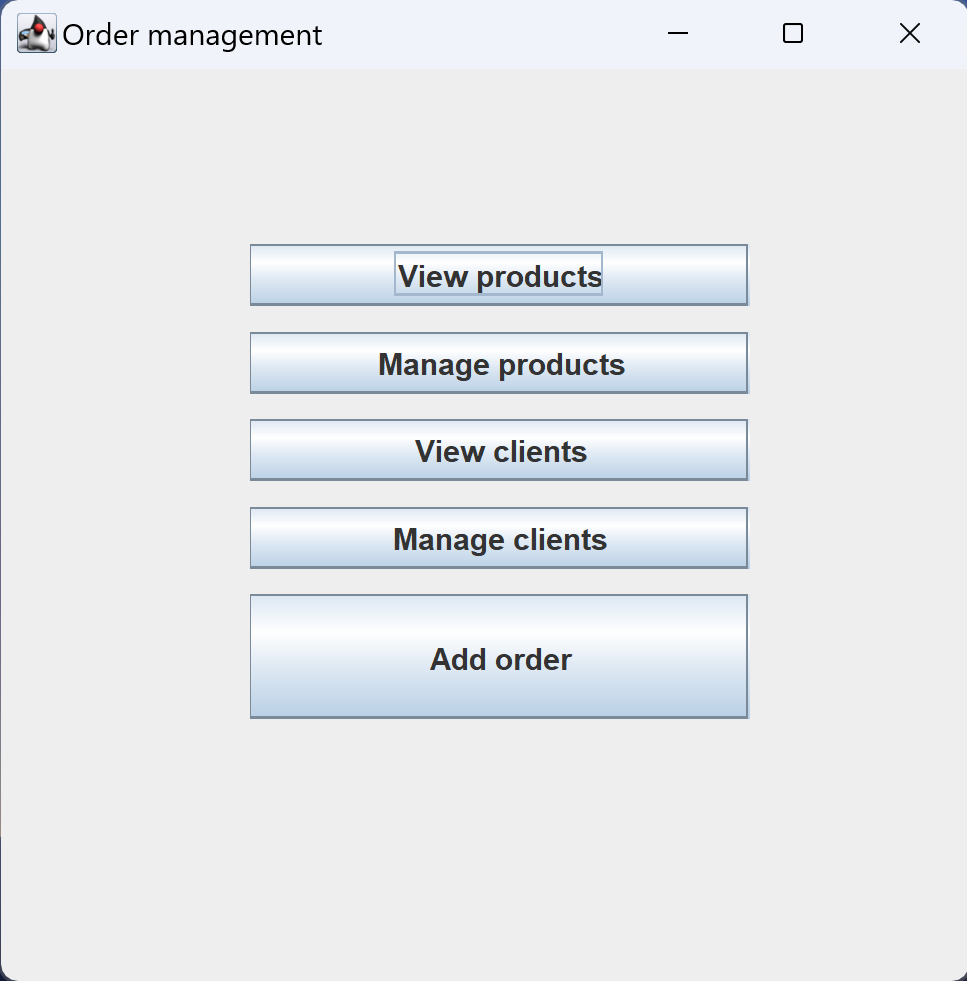 Order management
View products
Manage products
View clients
Manage clients
Add order